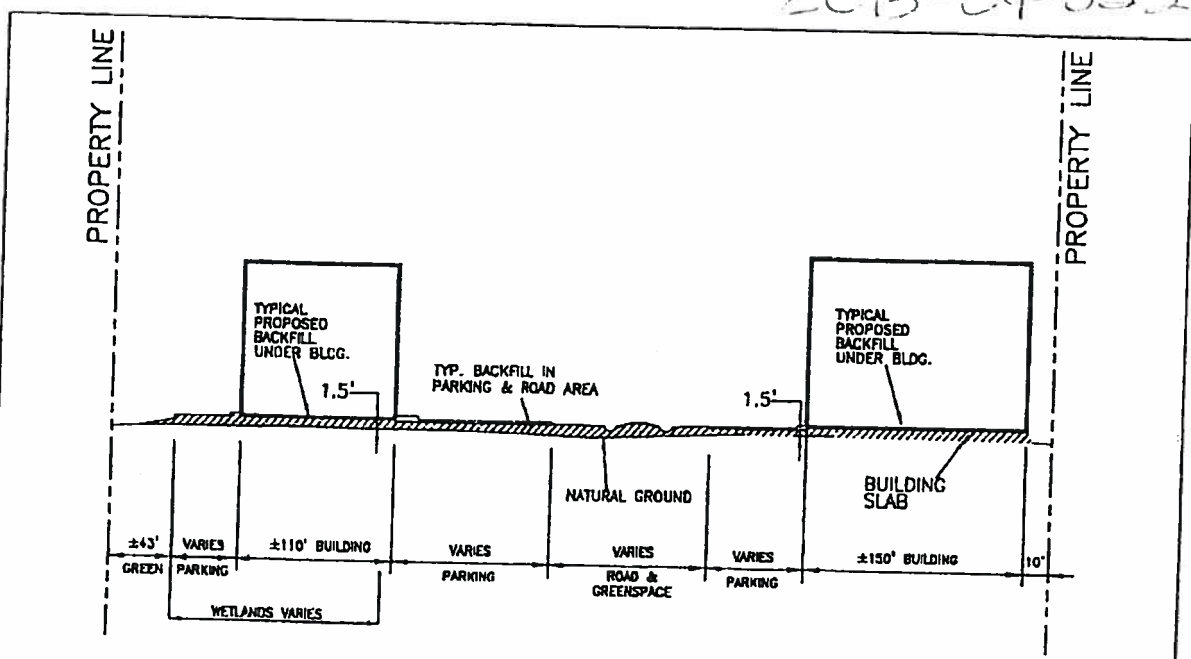 PROPERTY LINE
PROPERTY LINE
TYPICAL
PROPOSED
BACKFILL
UNDER BLDG.
1.5'
TYP. BACKFILL IN
PARKING & ROAD AREA
1.5'
TYPICAL
PROPOSED
BACKFILL
UNDER BLDG.
NATURAL GROUND
BUILDING
SLAB
±43'
GREEN
VARIES
PARKING
±110' BUILDING
VARIES
PARKING
VARIES
ROAD &
GREENSPACE
VARIES
PARKING
±150' BUILDING
10'
WETLANDS VARIES